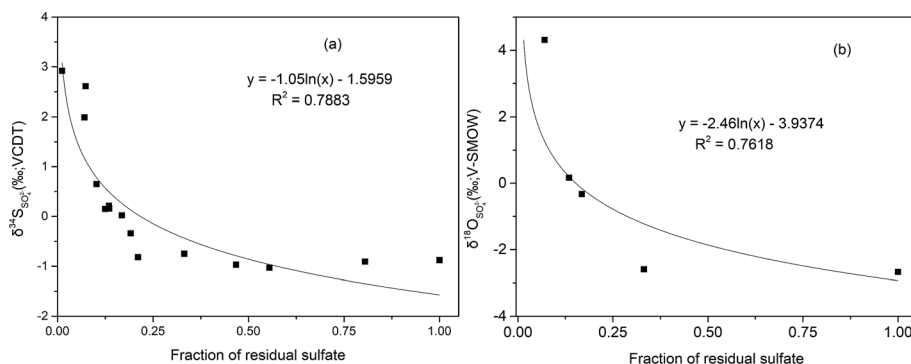 (a)
y = -1.05ln(x) - 1.5959
R² = 0.7883
δ³⁴S_SO₄²⁻(‰;VCDT)
4
3
2
1
0
-1
-2
0.00 0.25 0.50 0.75 1.00
Fraction of residual sulfate
(b)
y = -2.46ln(x) - 3.9374
R² = 0.7618
δ¹⁸O_SO₄²⁻(‰;V-SMOW)
4
2
0
-2
-4
0.00 0.25 0.50 0.75 1.00
Fraction of residual sulfate